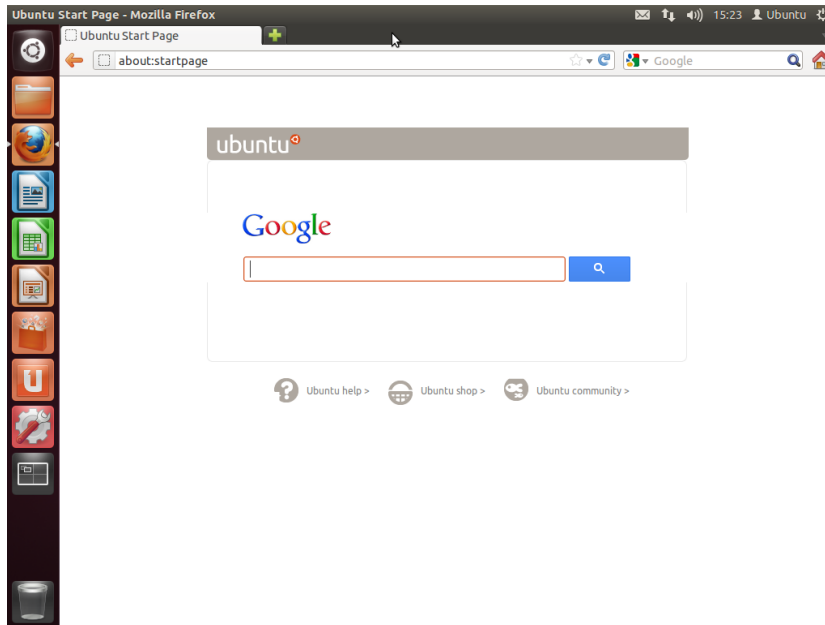 Ubuntu Start Page - Mozilla Firefox
15:23 Ubuntu
Ubuntu Start Page
about:startpage
Google
ubuntu
Google
Ubuntu help >
Ubuntu shop >
Ubuntu community >